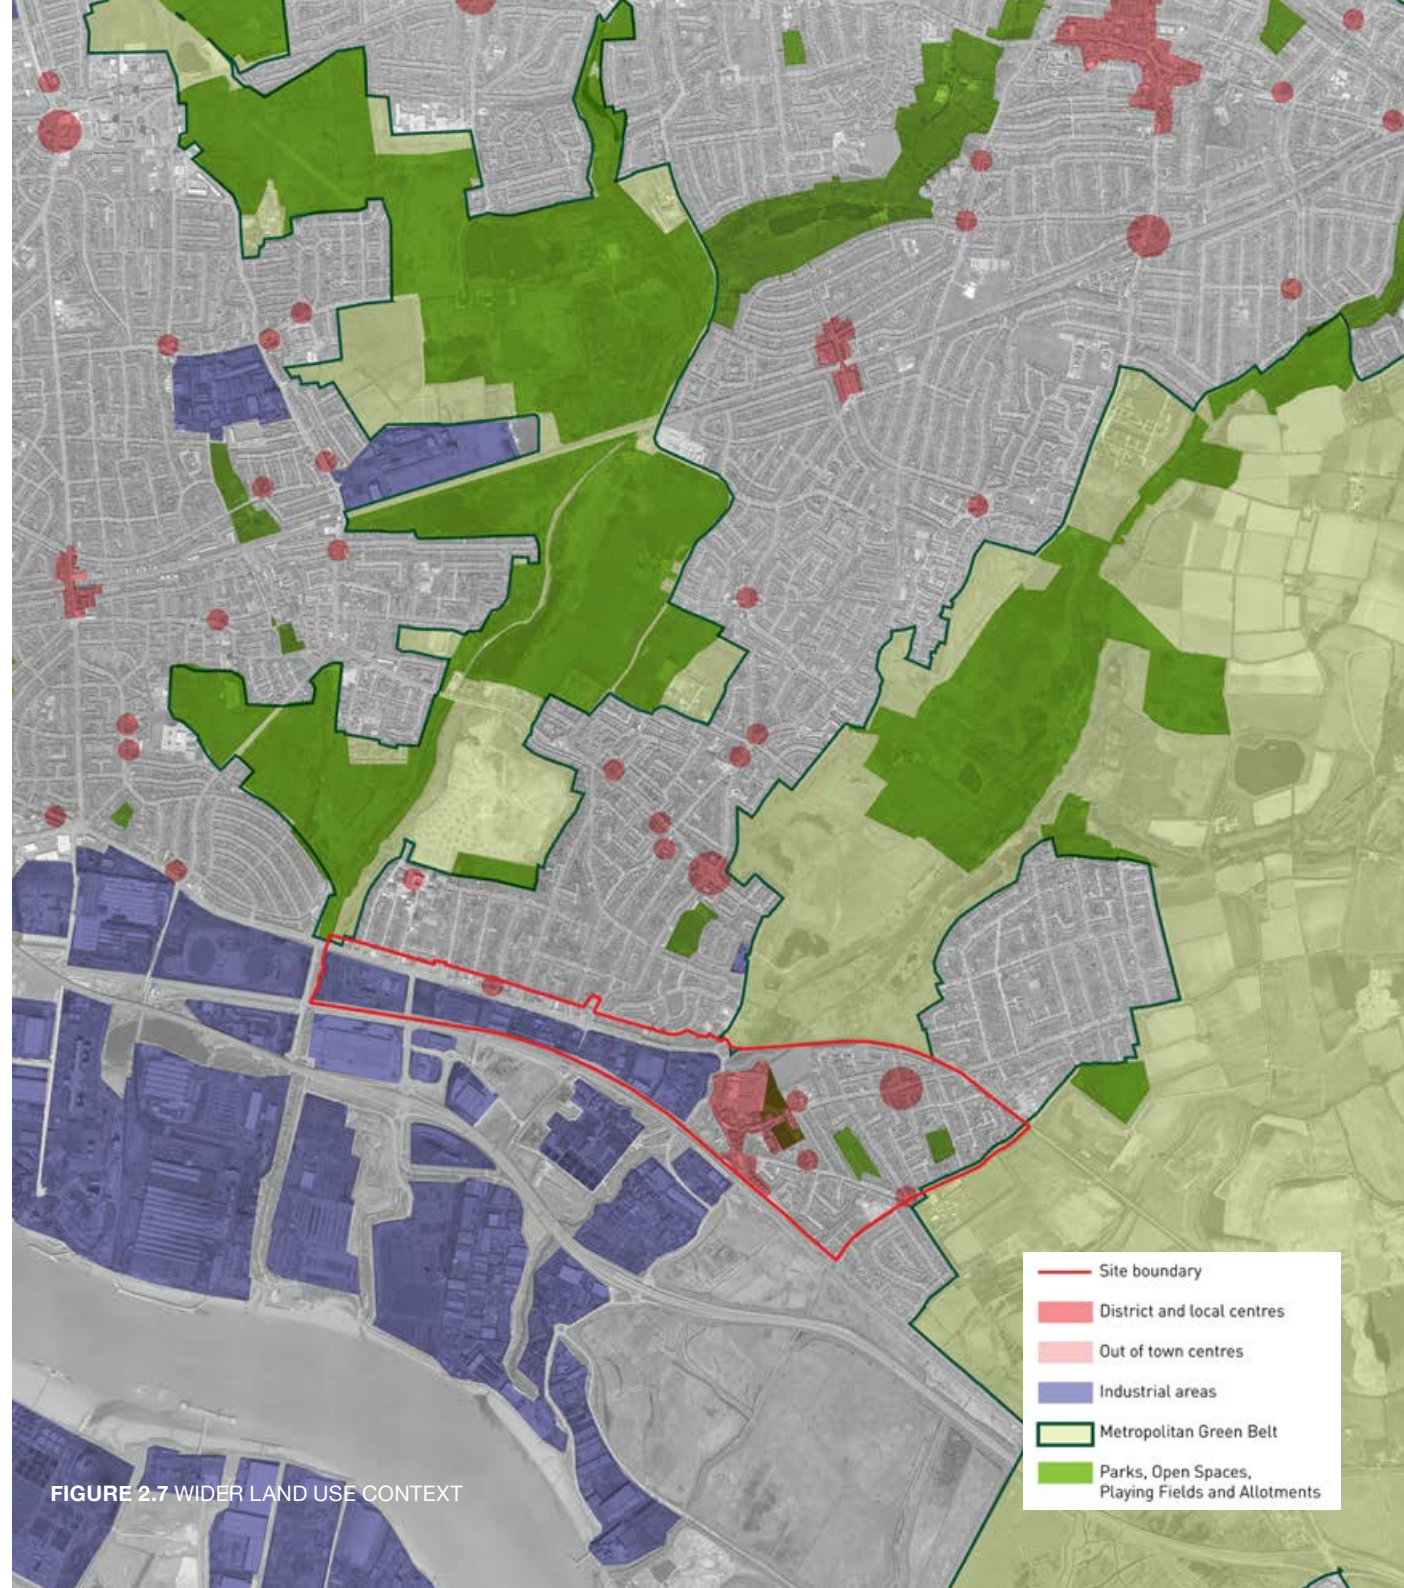 Site boundary
District and local centres
Out of town centres
Industrial areas
Metropolitan Green Belt
Parks, Open Spaces,
Playing Fields and Allotments
FIGURE 2.7 WIDER LAND USE CONTEXT